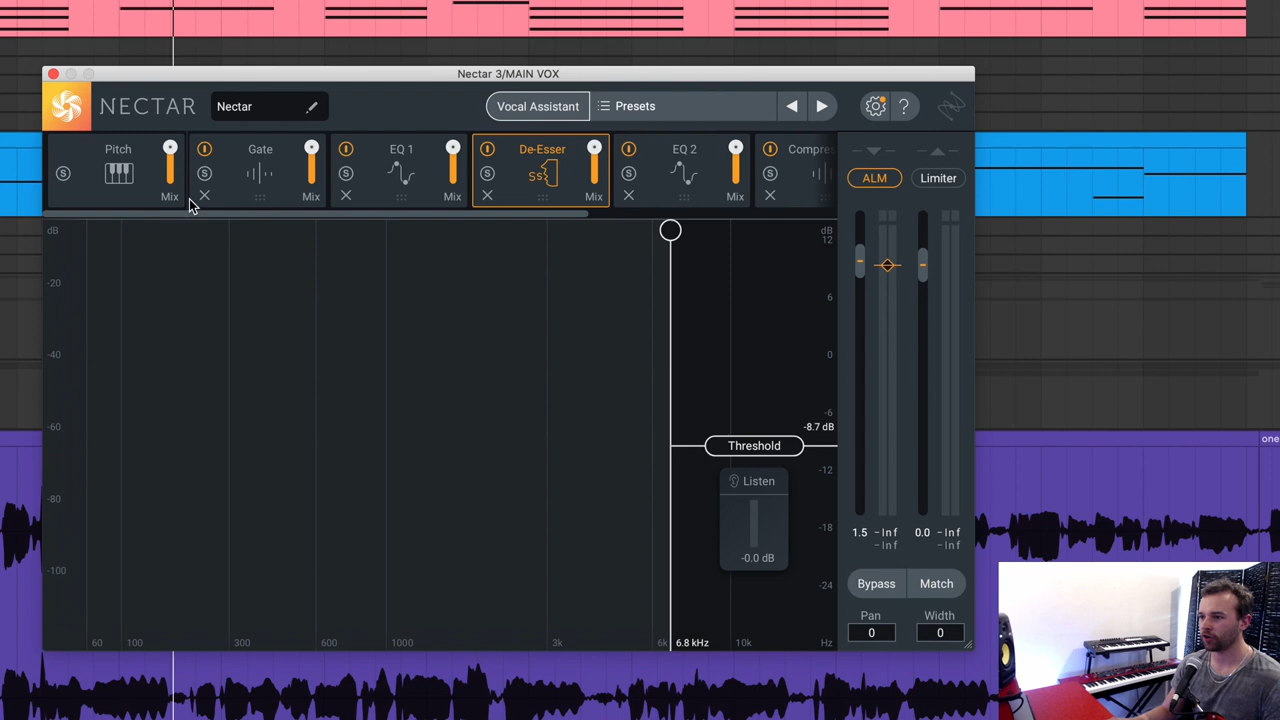 Nectar 3/MAIN VOX
NECTAR
Nectar
Vocal Assistant
Presets
?
Pitch
Gate
EQ 1
De-Esser
EQ 2
Compres
S
S
S
S
S
S
SS
Mix
Mix
Mix
Mix
Mix
ALM
Limiter
dB
-20
-40
-60
-80
-100
dB
12
6
0
-6
-8.7 dB
-12
-18
-24
Threshold
Listen
-0.0 dB
60
100
300
600
1000
3k
6k
6.8 kHz
10k
Hz
1.5
-Inf
-Inf
0.0
-Inf
-Inf
Bypass
Match
Pan
Width
0
0
one